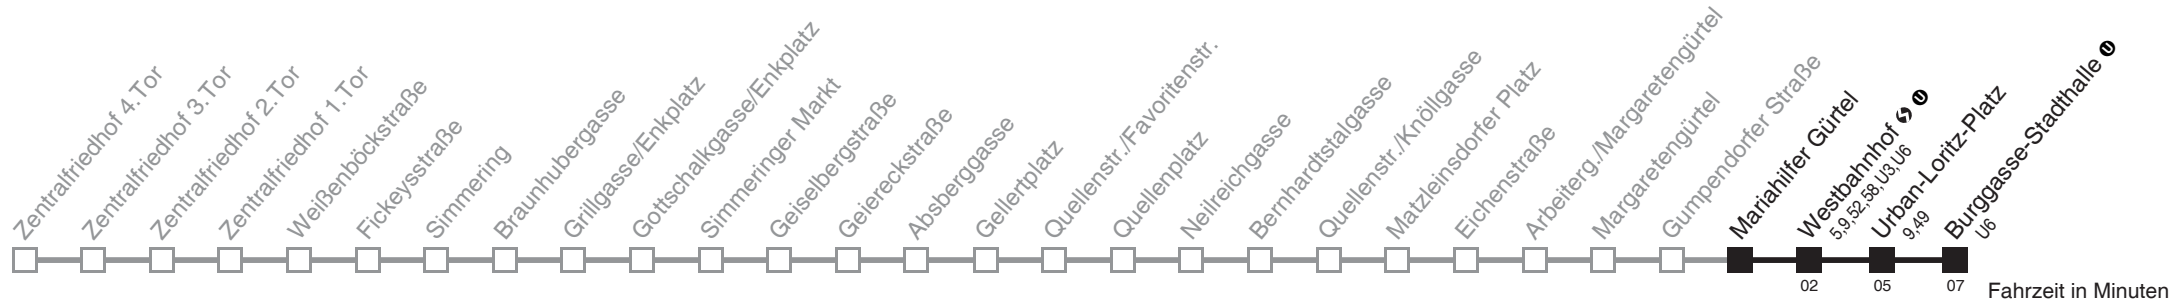 Zentralfriedhof 4.Tor
Zentralfriedhof 3.Tor
Zentralfriedhof 2.Tor
Zentralfriedhof 1.Tor
Weißenböckstraße
Fickeysstraße
Simmering
Braunhubergasse
Grillgasse/Enkplatz
Gottschalkgasse/Enkplatz
Simmeringer Markt
Geiselbergstraße
Geiereckstraße
Absberggasse
Gellertplatz
Quellenstr./Favoritenstr.
Quellenplatz
Neilreichgasse
Bernhardtstalgasse
Quellenstr./Knöllgasse
Matzleinsdorfer Platz
Eichenstraße
Arbeiterg./Margaretengürtel
Margaretengürtel
Gumpendorfer Straße
Mariahilfer Gürtel
Westbahnhof S U
5,9,52,58,U3,U6
Urban-Loritz-Platz
9,49
Burggasse-Stadthalle U
U6
02 05 07 Fahrzeit in Minuten